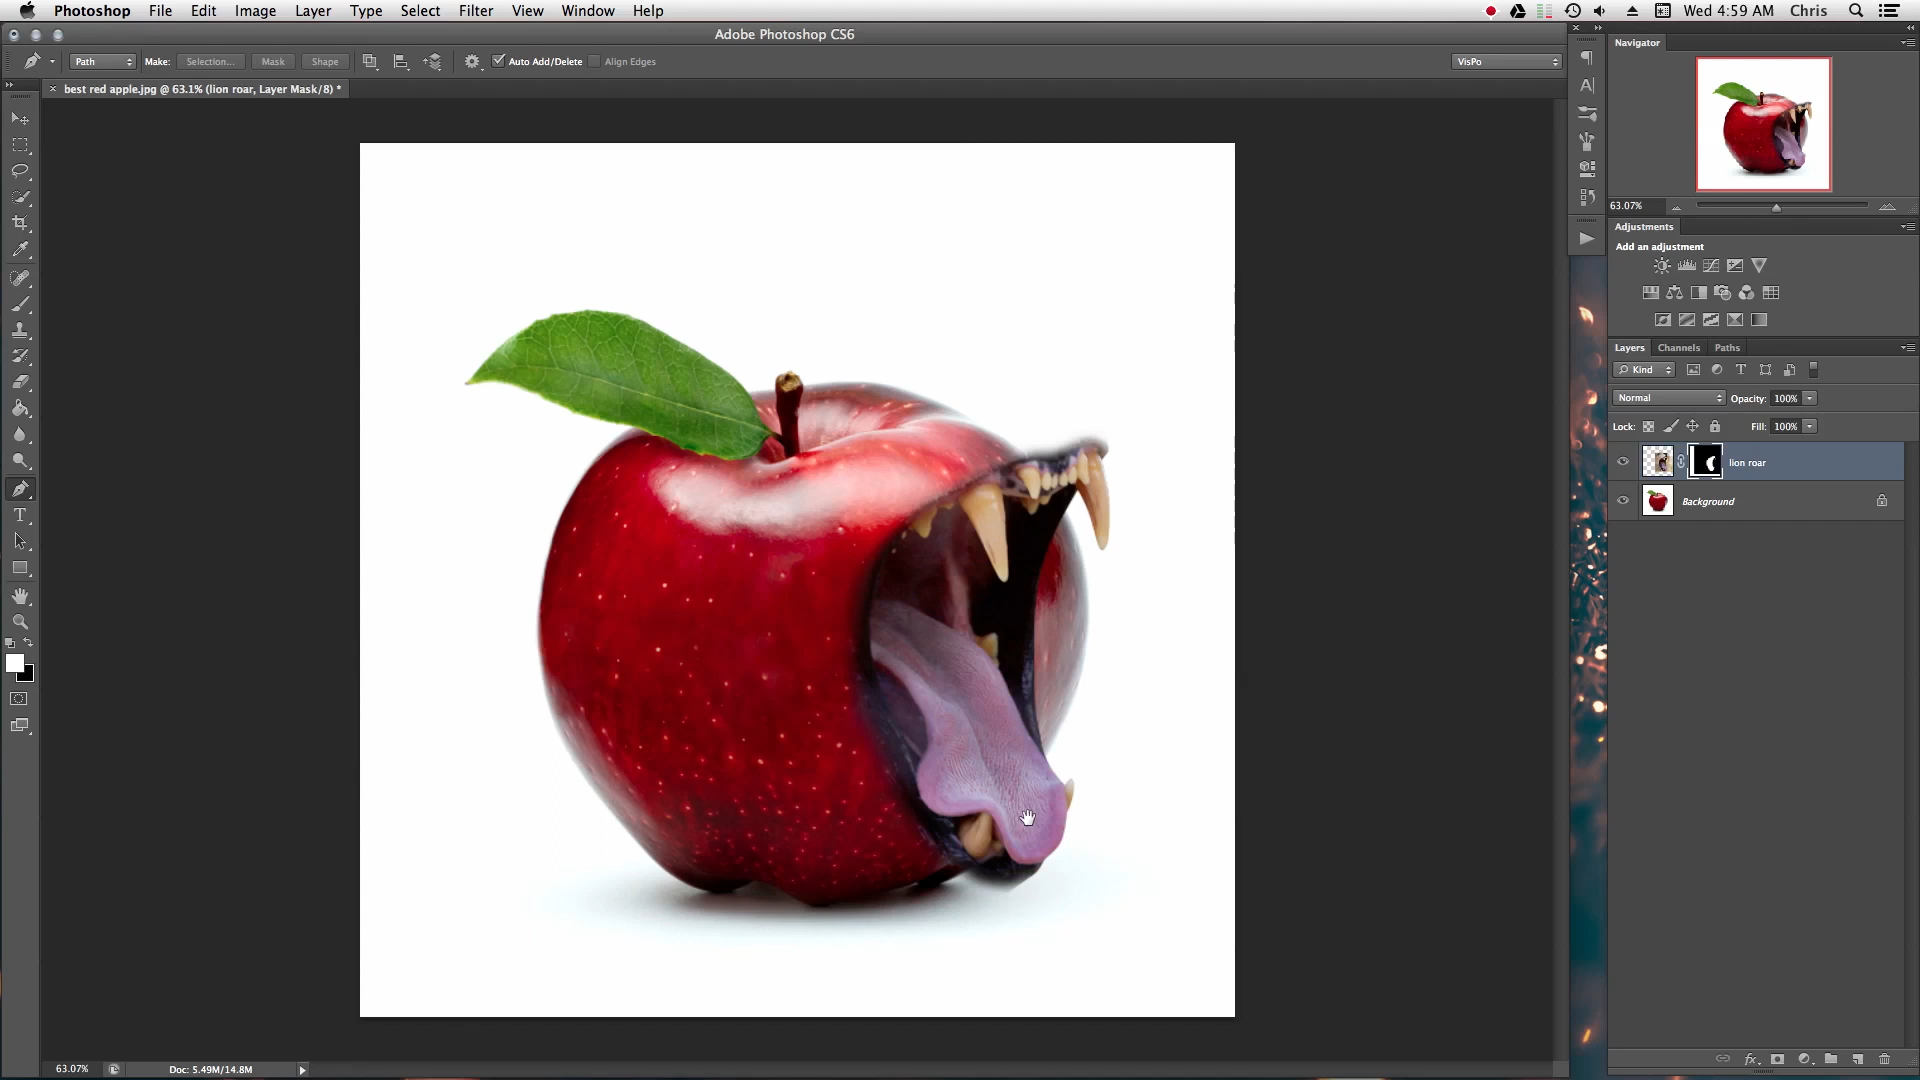 Photoshop File Edit Image Layer Type Select Filter View Window Help Wed 4:59 AM Chris
Adobe Photoshop CS6
Path Make: Selection... Mask Shape Auto Add/Delete Align Edges VisPo
best red apple.jpg @ 63.1% (lion roar, Layer Mask/8) *
Navigator
63.07%
Adjustments
Add an adjustment
Layers Channels Paths
Kind
Normal Opacity: 100%
Lock: Fill: 100%
lion roar
Background
63.07% Doc: 5.49M/14.8M